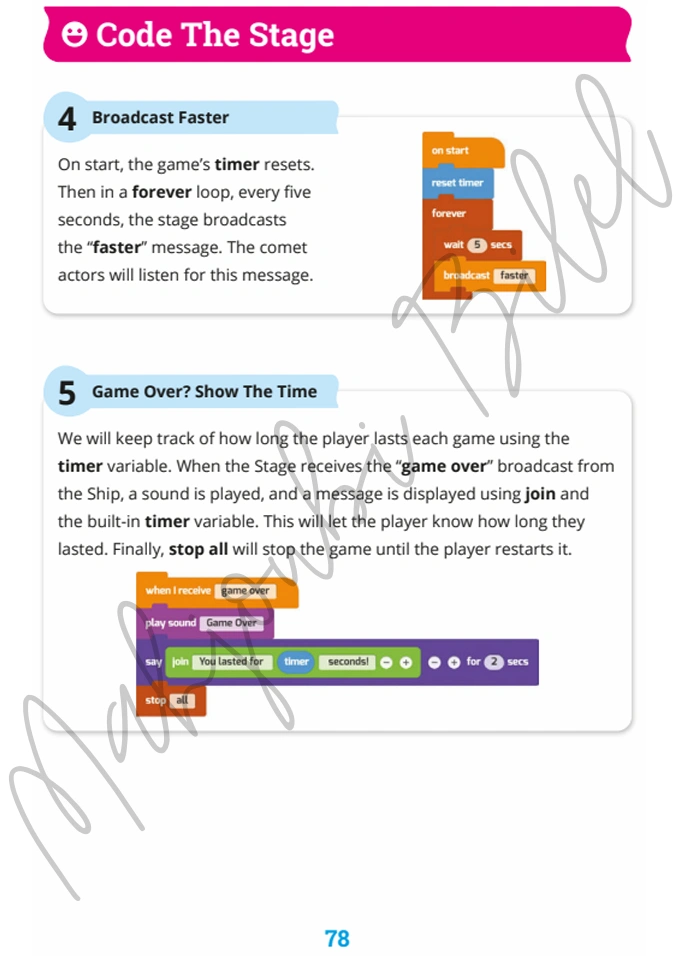 Code The Stage
4 Broadcast Faster
On start, the game's timer resets.
Then in a forever loop, every five
seconds, the stage broadcasts
the “faster” message. The comet
actors will listen for this message.
on start
reset timer
forever
wait 5 secs
broadcast faster
5 Game Over? Show The Time
We will keep track of how long the player lasts each game using the
timer variable. When the Stage receives the “game over” broadcast from
the Ship, a sound is played, and a message is displayed using join and
the built-in timer variable. This will let the player know how long they
lasted. Finally, stop all will stop the game until the player restarts it.
when I receive game over
play sound Game Over
say join You lasted for timer seconds! − + − + for 2 secs
stop all
Mahjoubi Bilel
78